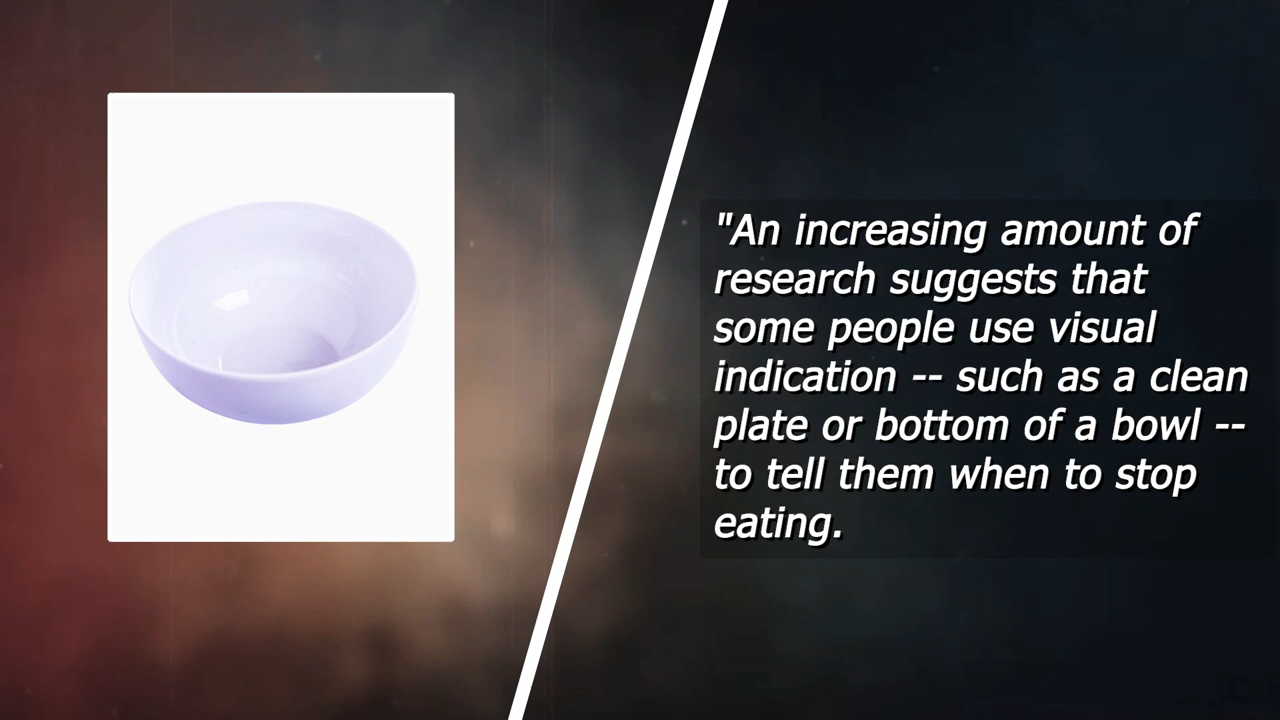 "An increasing amount of
research suggests that
some people use visual
indication -- such as a clean
plate or bottom of a bowl --
to tell them when to stop
eating.